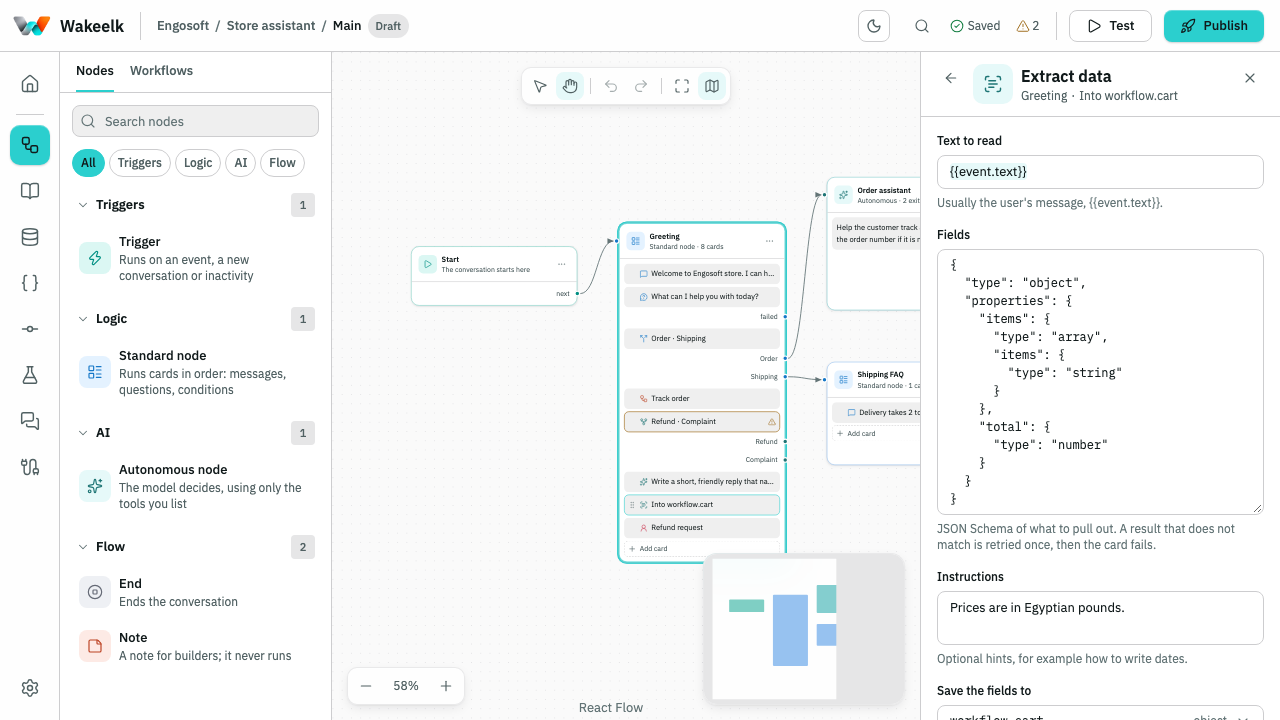 Wakeelk
Engosoft / Store assistant / Main Draft
Saved 2 Test Publish
Nodes Workflows
Search nodes
All Triggers Logic AI Flow
Triggers 1
Trigger
Runs on an event, a new
conversation or inactivity
Logic 1
Standard node
Runs cards in order: messages,
questions, conditions
AI 1
Autonomous node
The model decides, using only the
tools you list
Flow 2
End
Ends the conversation
Note
A note for builders; it never runs
Start
The conversation starts here
next
Greeting
Standard node · 8 cards
Welcome to Engosoft store. I can h...
What can I help you with today?
failed
Order · Shipping
Order
Shipping
Track order
Refund · Complaint
Refund
Complaint
Write a short, friendly reply that na...
Into workflow.cart
Refund request
+ Add card
Order assistant
Autonomous · 2 exit
Help the customer track
the order number if it is n
Shipping FAQ
Standard node · 1 ca
Delivery takes 2 to
+ Add card
58%
React Flow
Extract data
Greeting · Into workflow.cart
Text to read
{{event.text}}
Usually the user's message, {{event.text}}.
Fields
{
"type": "object",
"properties": {
"items": {
"type": "array",
"items": {
"type": "string"
}
},
"total": {
"type": "number"
}
}
}
JSON Schema of what to pull out. A result that does not
match is retried once, then the card fails.
Instructions
Prices are in Egyptian pounds.
Optional hints, for example how to write dates.
Save the fields to
workflow.cart object